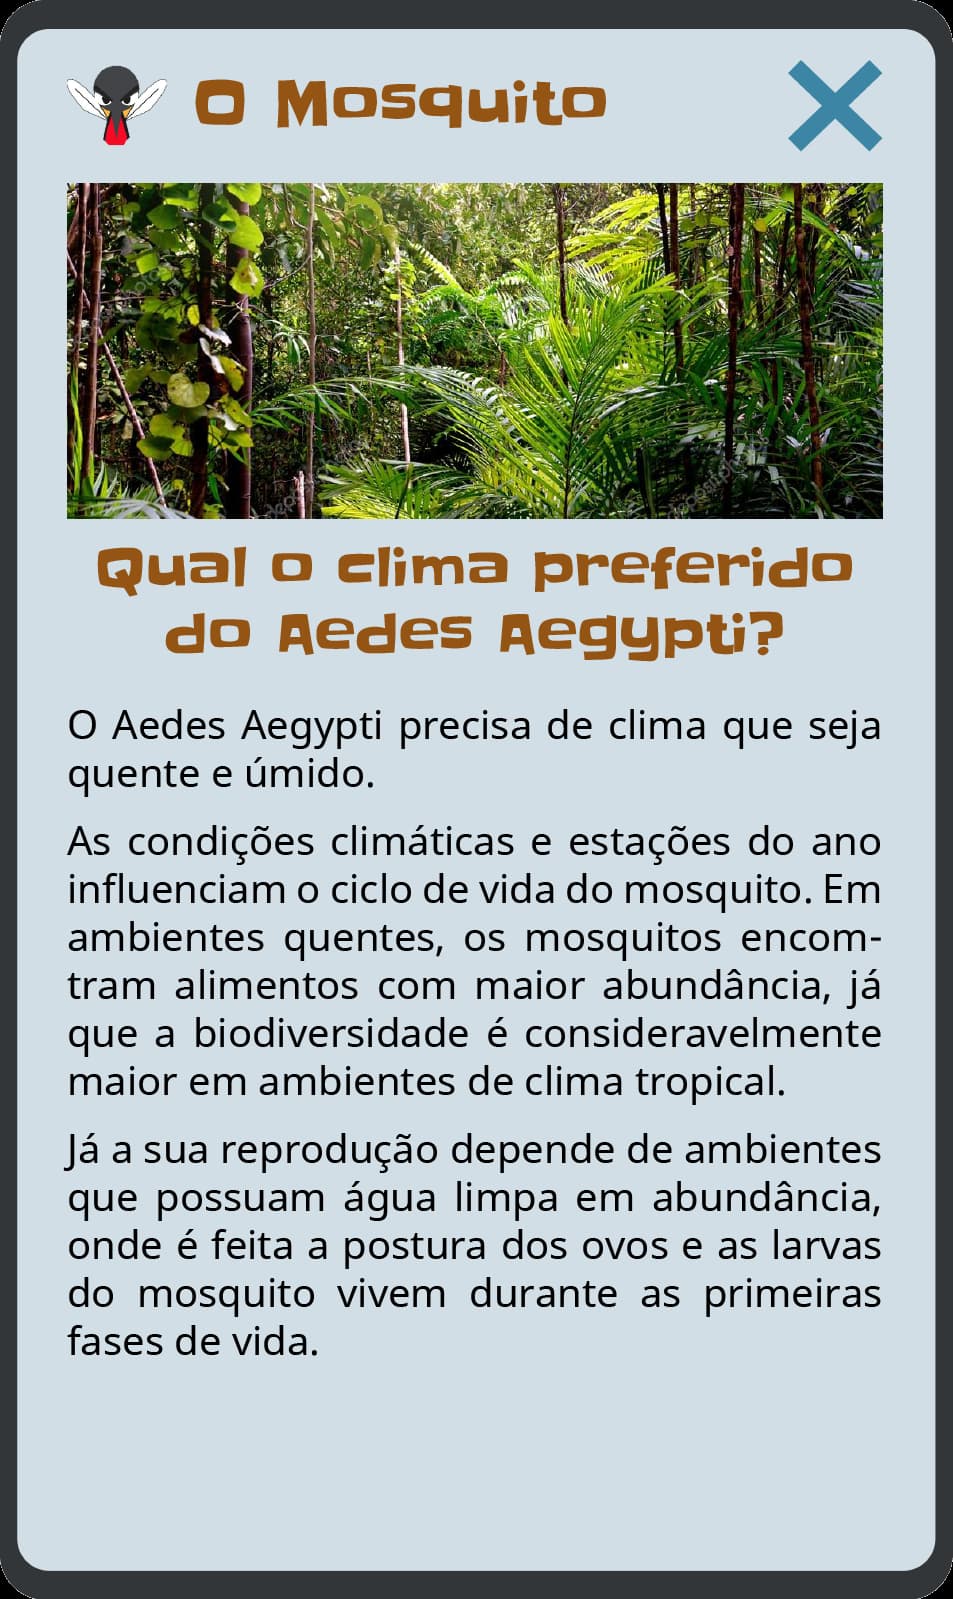 O Mosquito
Qual o clima preferido
do Aedes Aegypti?
O Aedes Aegypti precisa de clima que seja
quente e úmido.
As condições climáticas e estações do ano
influenciam o ciclo de vida do mosquito. Em
ambientes quentes, os mosquitos encom-
tram alimentos com maior abundância, já
que a biodiversidade é consideravelmente
maior em ambientes de clima tropical.
Já a sua reprodução depende de ambientes
que possuam água limpa em abundância,
onde é feita a postura dos ovos e as larvas
do mosquito vivem durante as primeiras
fases de vida.